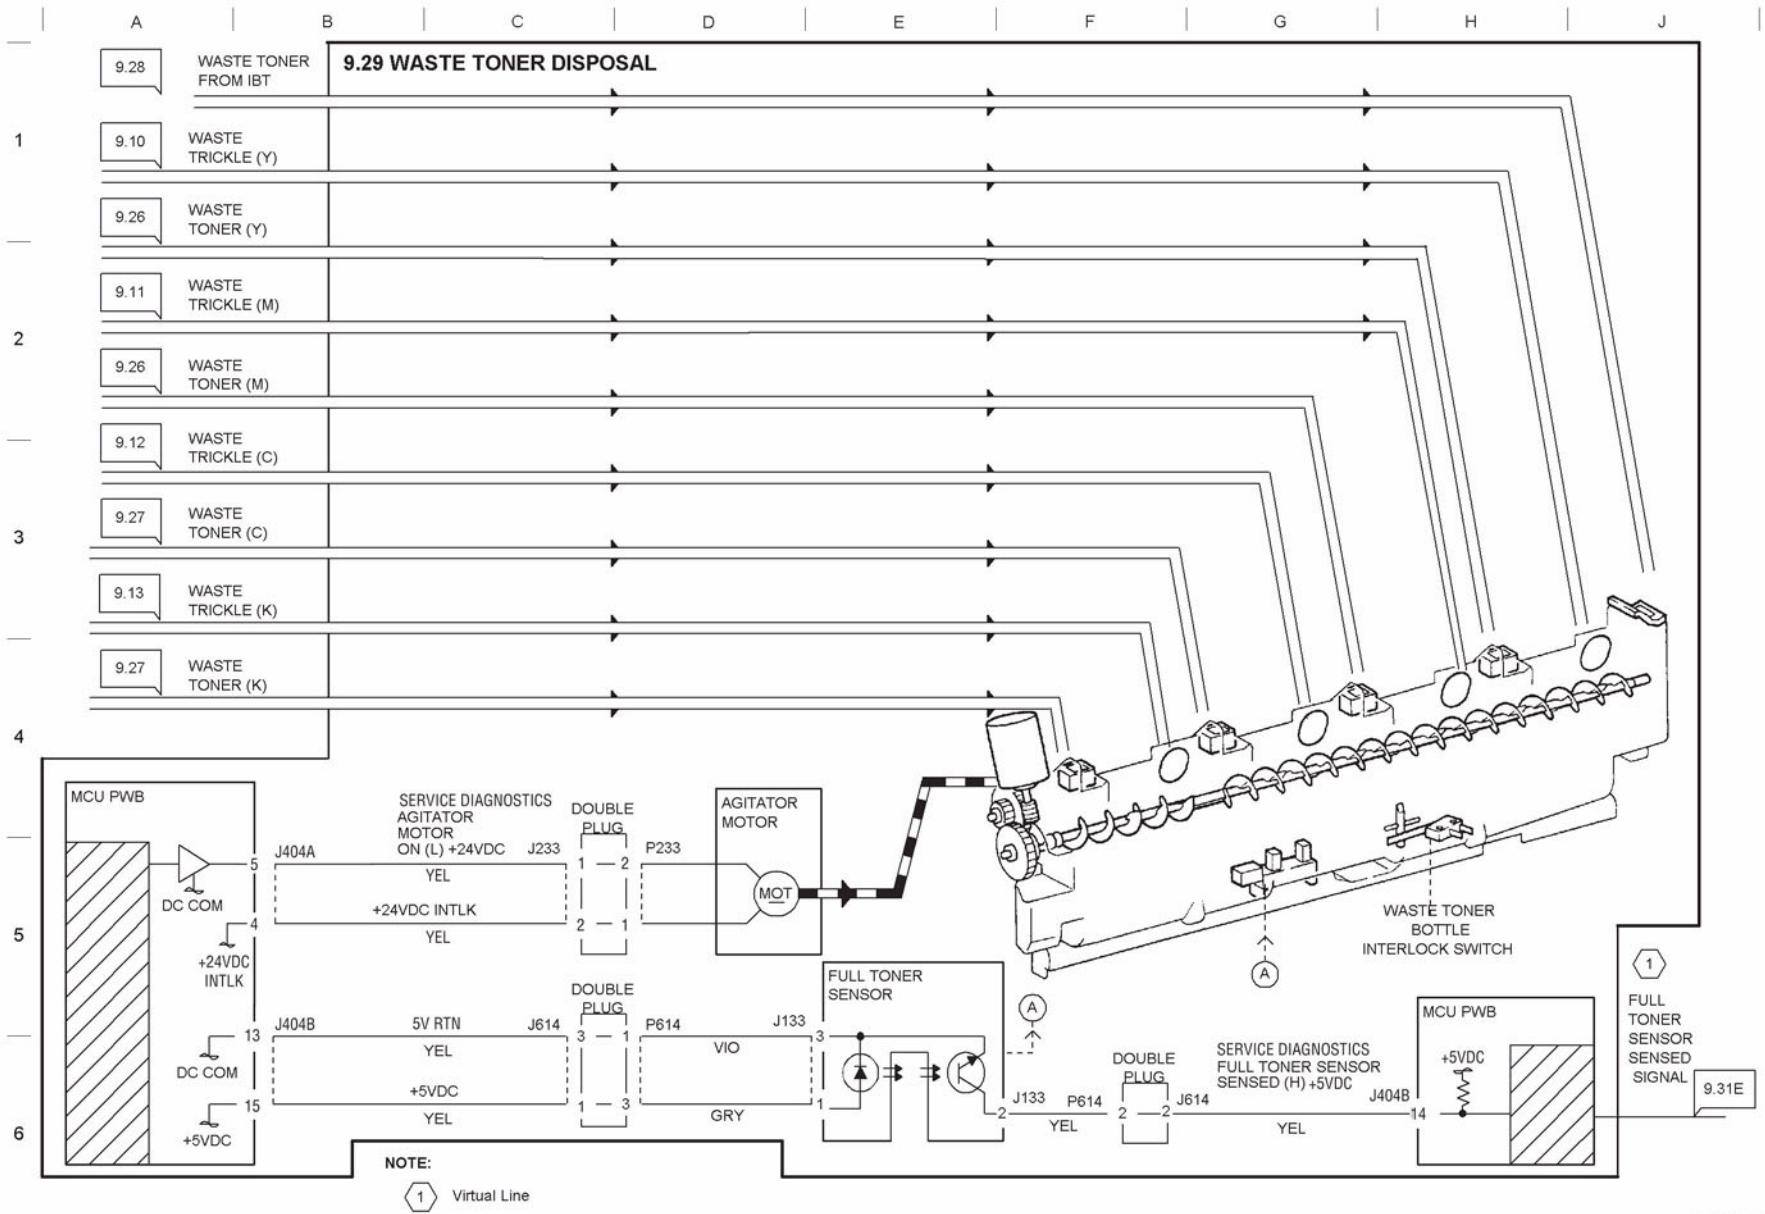 A B C D E F G H J
9.28 WASTE TONER
FROM IBT
9.29 WASTE TONER DISPOSAL
1
9.10 WASTE
TRICKLE (Y)
9.26 WASTE
TONER (Y)
9.11 WASTE
TRICKLE (M)
2
9.26 WASTE
TONER (M)
9.12 WASTE
TRICKLE (C)
9.27 WASTE
TONER (C)
3
9.13 WASTE
TRICKLE (K)
9.27 WASTE
TONER (K)
4
MCU PWB
SERVICE DIAGNOSTICS
AGITATOR
MOTOR
ON (L) +24VDC
DOUBLE
PLUG
AGITATOR
MOTOR
5 J404A J233 1 2 P233
YEL
DC COM
MOT
+24VDC INTLK
4 2 1
YEL
+24VDC
INTLK
5
WASTE TONER
BOTTLE
INTERLOCK SWITCH
A
DOUBLE
PLUG
FULL TONER
SENSOR
A
13 J404B 5V RTN J614 3 1 P614 J133 3
YEL VIO
DC COM
+5VDC
15 1 3 1
YEL GRY
+5VDC
2 J133 P614 2 2 J614
YEL
DOUBLE
PLUG
SERVICE DIAGNOSTICS
FULL TONER SENSOR
SENSED (H) +5VDC
J404B 14
YEL
MCU PWB
+5VDC
1
FULL
TONER
SENSOR
SENSED
SIGNAL
9.31E
6
NOTE:
1 Virtual Line